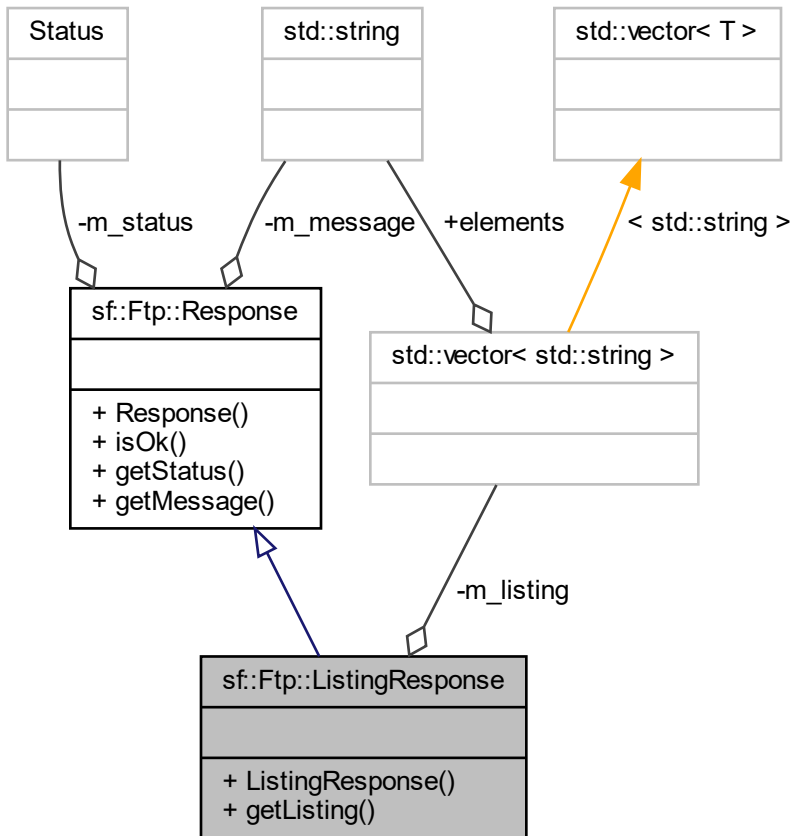 Status
std::string
std::vector< T >
-m_status
-m_message
+elements
< std::string >
sf::Ftp::Response
+ Response()
+ isOk()
+ getStatus()
+ getMessage()
std::vector< std::string >
-m_listing
sf::Ftp::ListingResponse
+ ListingResponse()
+ getListing()